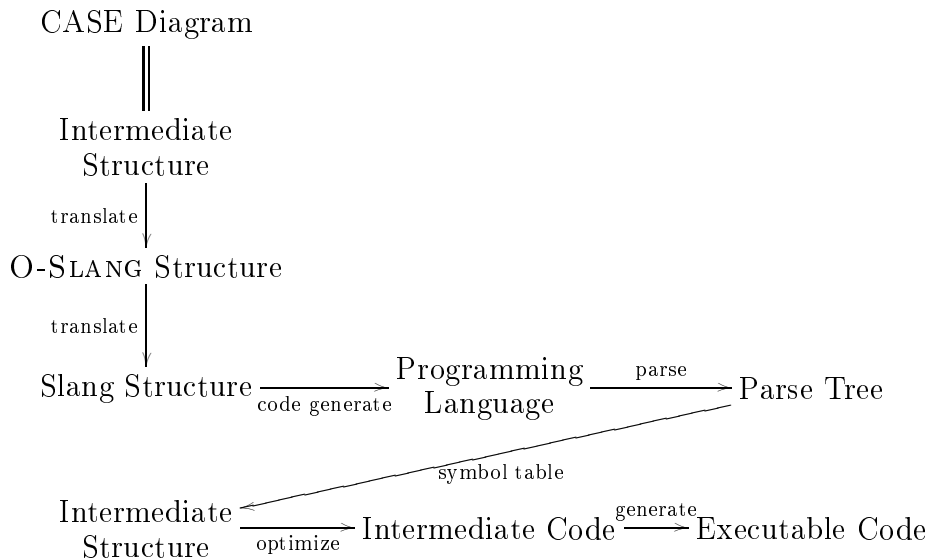 CASE Diagram
Intermediate
Structure
translate
O-SLANG Structure
translate
Slang Structure
code generate
Programming
Language
parse
Parse Tree
symbol table
Intermediate
Structure
optimize
Intermediate Code
generate
Executable Code